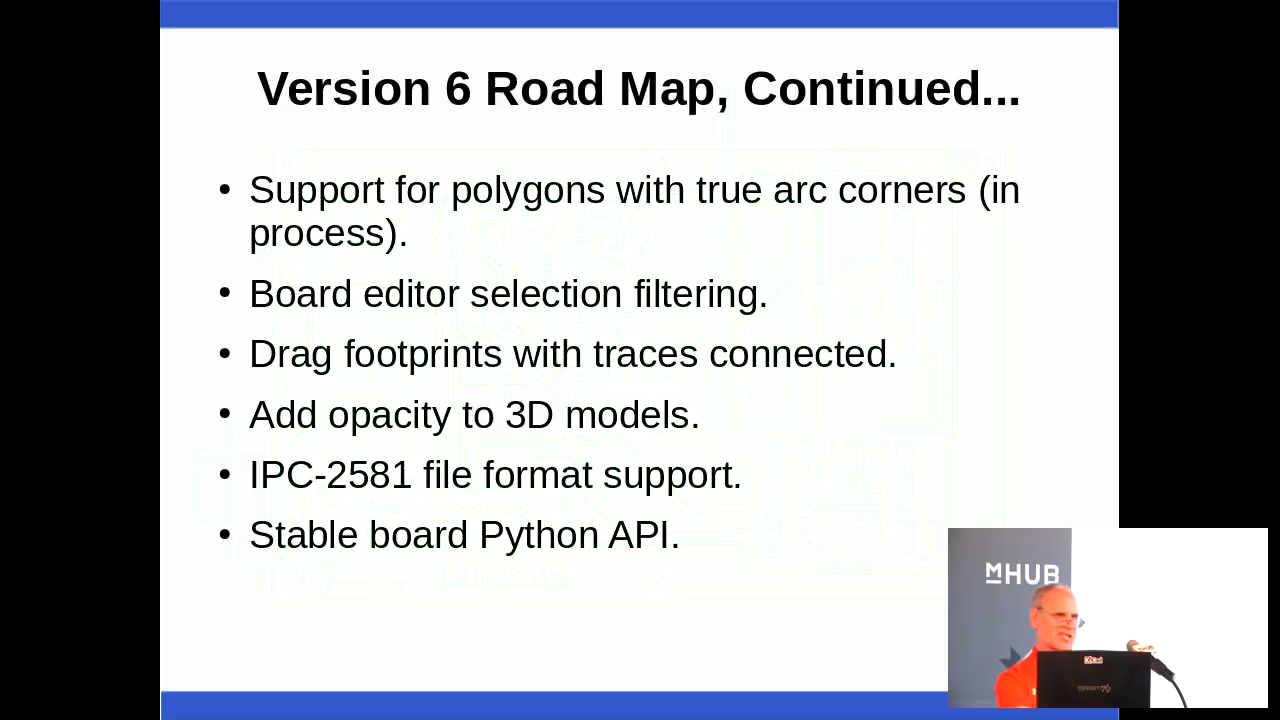 Version 6 Road Map, Continued...
• Support for polygons with true arc corners (in
process).
• Board editor selection filtering.
• Drag footprints with traces connected.
• Add opacity to 3D models.
• IPC-2581 file format support.
• Stable board Python API.
MHUB
KiCad
system76